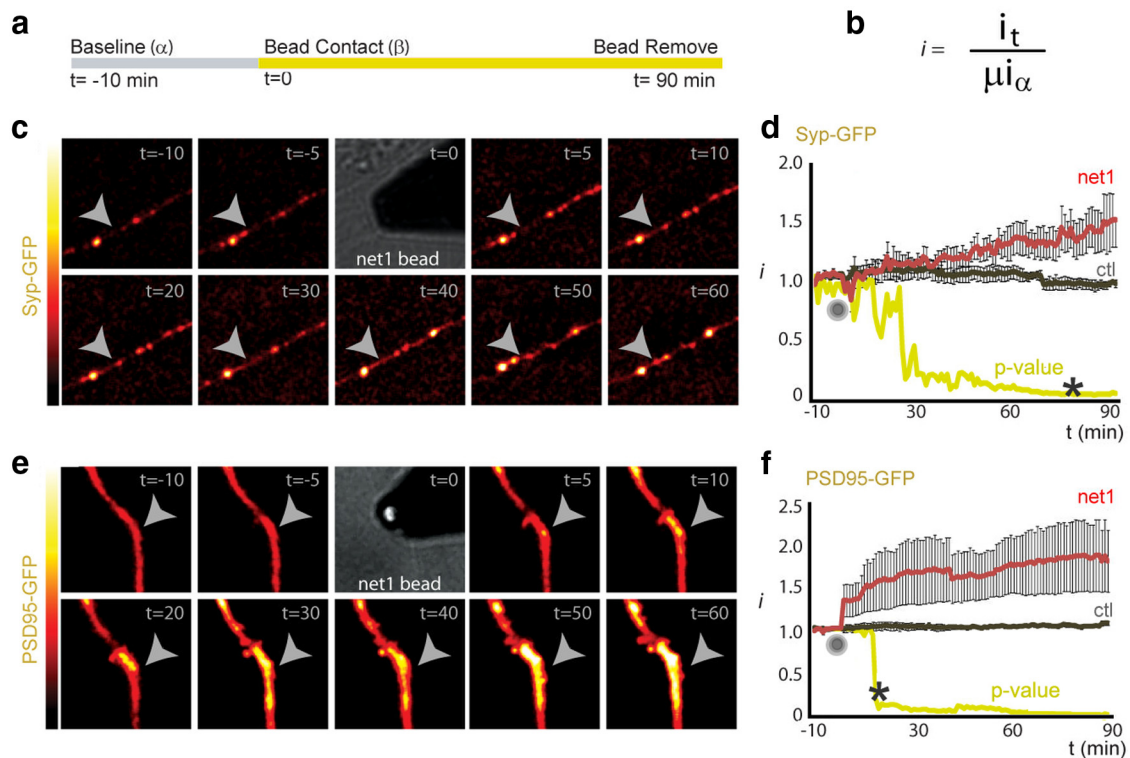 a
Baseline (α)
Bead Contact (β)
Bead Remove
t= -10 min
t=0
t= 90 min
b
i = i_t / μi_α
c
Syp-GFP
t=-10
t=-5
t=0
net1 bead
t=5
t=10
t=20
t=30
t=40
t=50
t=60
d
Syp-GFP
2.0
1.5
1.0
0.5
0
i
net1
ctl
p-value
*
-10
30
60
90
t (min)
e
PSD95-GFP
t=-10
t=-5
t=0
net1 bead
t=5
t=10
t=20
t=30
t=40
t=50
t=60
f
PSD95-GFP
2.5
2.0
1.5
1.0
0.5
0
i
net1
ctl
p-value
*
-10
30
60
90
t (min)